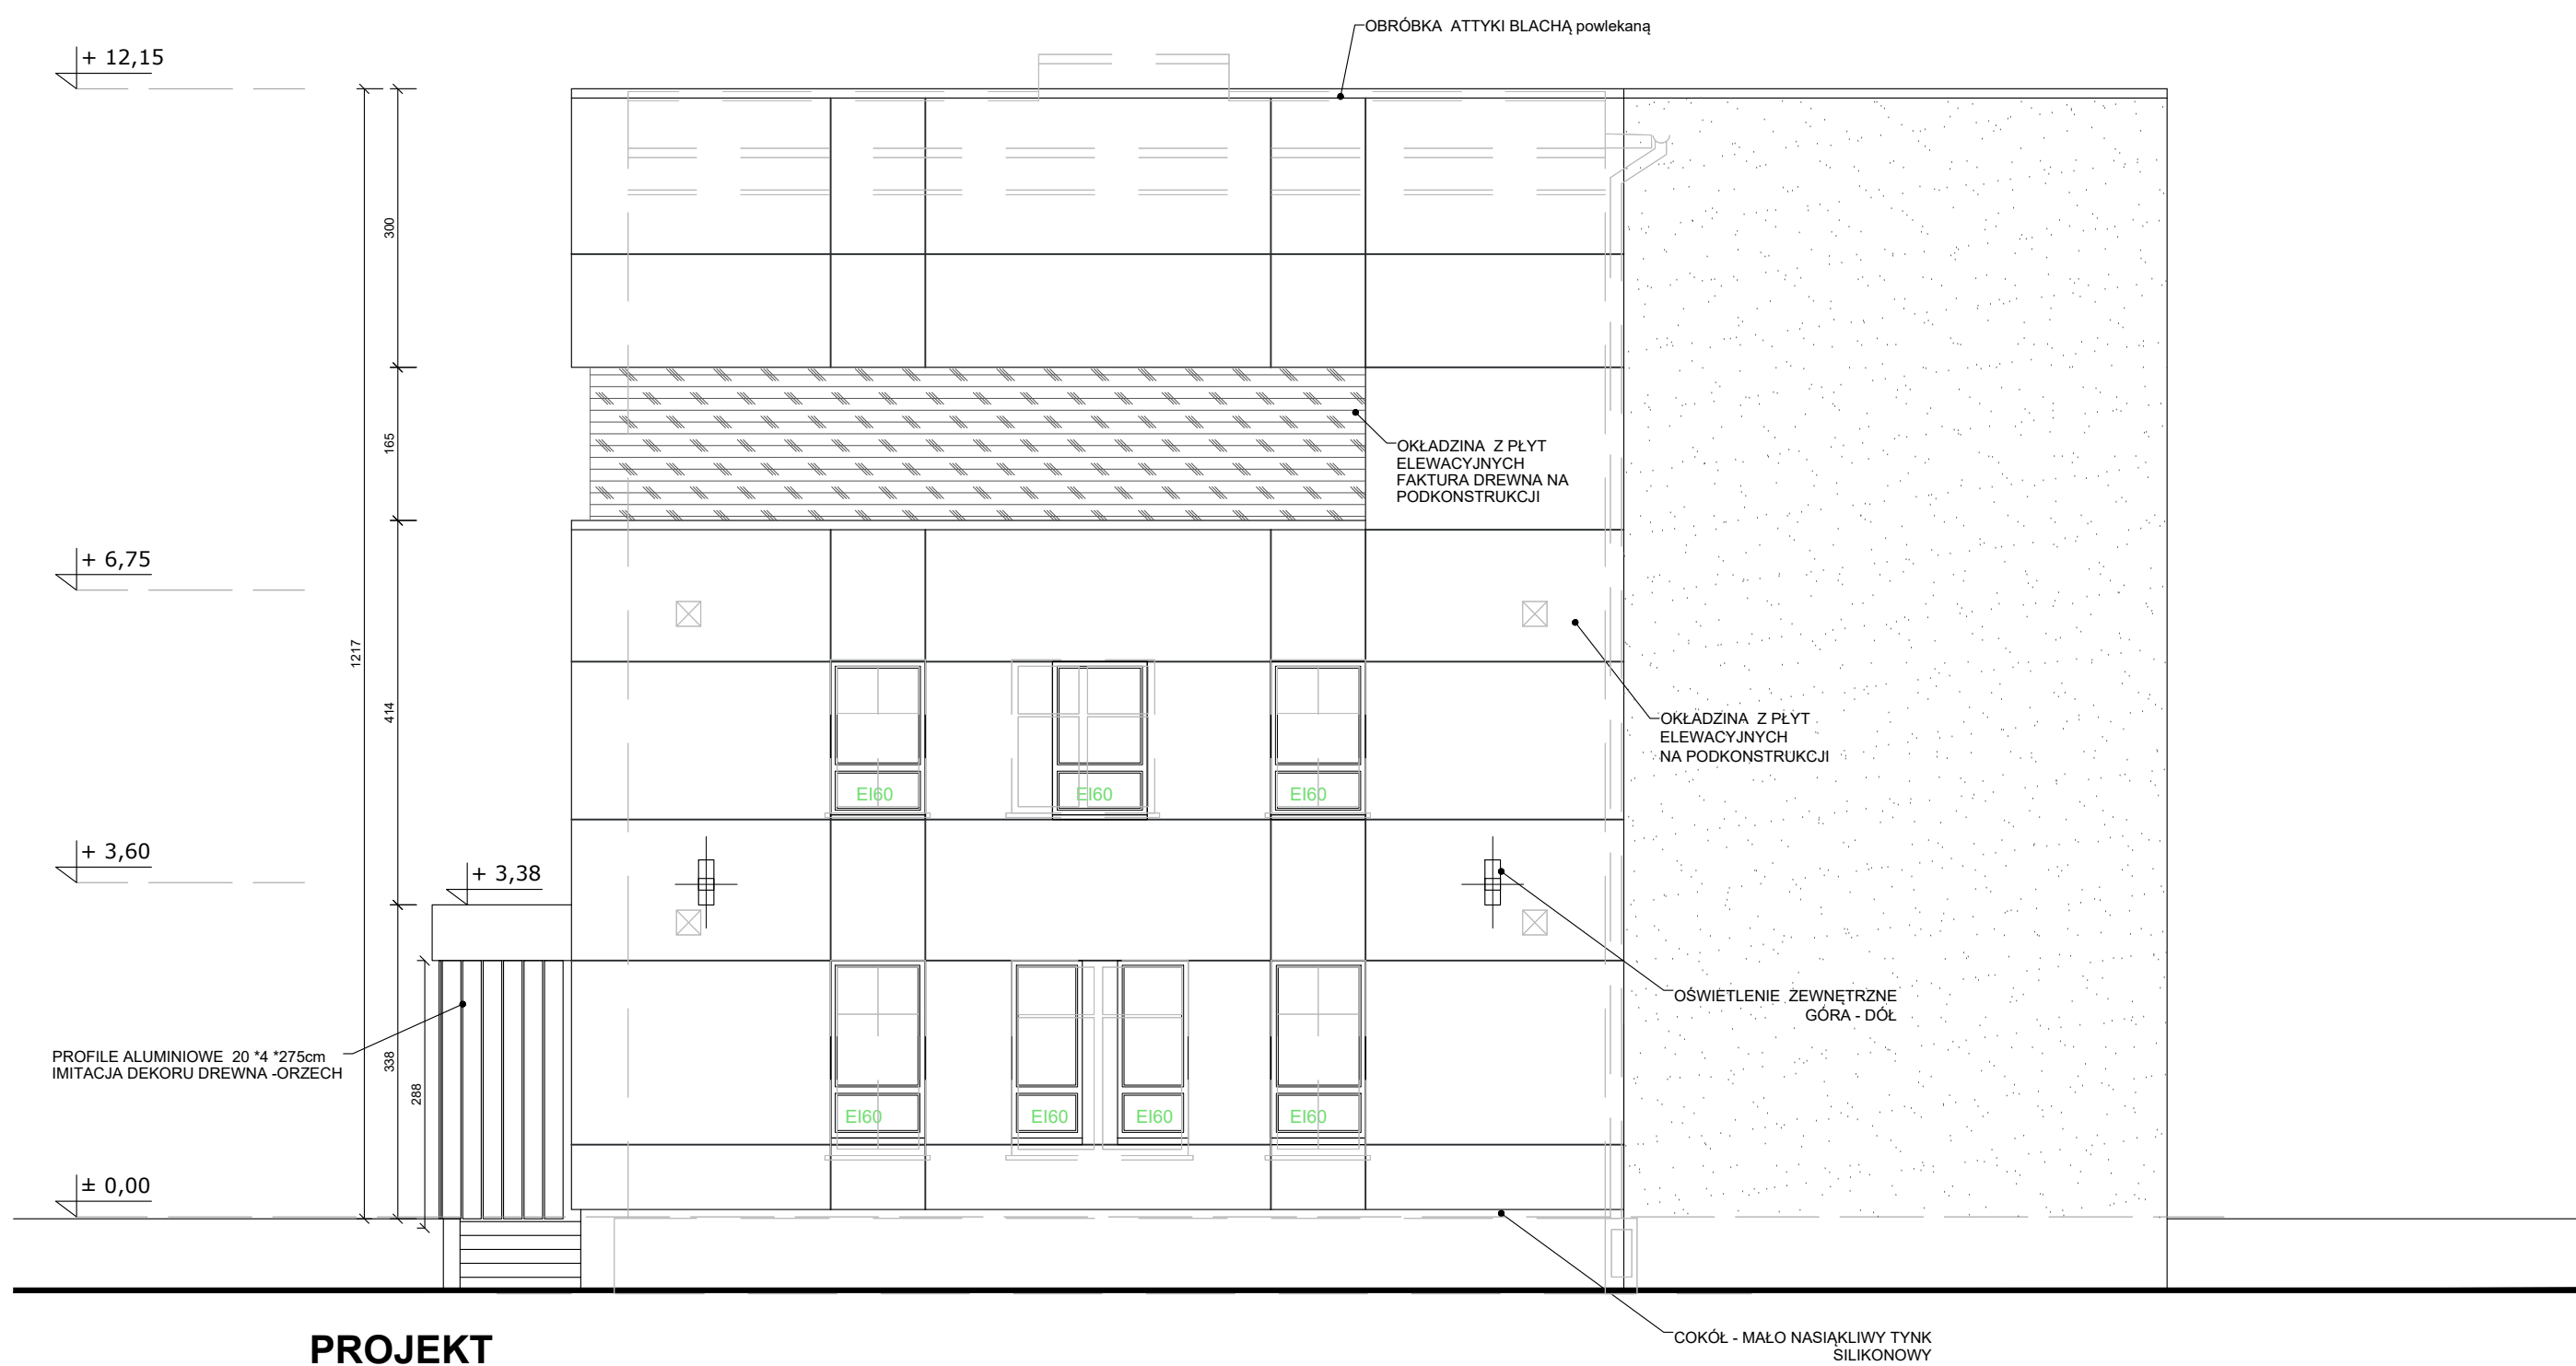 OBRÓBKA ATTYKI BLACHĄ powlekaną
+ 12,15
300
165
OKŁADZINA Z PŁYT
ELEWACYJNYCH
FAKTURA DREWNA NA
PODKONSTRUKCJI
+ 6,75
1217
414
OKŁADZINA Z PŁYT
ELEWACYJNYCH
NA PODKONSTRUKCJI
EI60
EI60
EI60
+ 3,60
+ 3,38
OŚWIETLENIE ZEWNĘTRZNE
GÓRA - DÓŁ
PROFILE ALUMINIOWE 20 *4 *275cm
IMITACJA DEKORU DREWNA -ORZECH
338
288
EI60
EI60
EI60
EI60
± 0,00
COKÓŁ - MAŁO NASIĄKLIWY TYNK
SILIKONOWY
PROJEKT